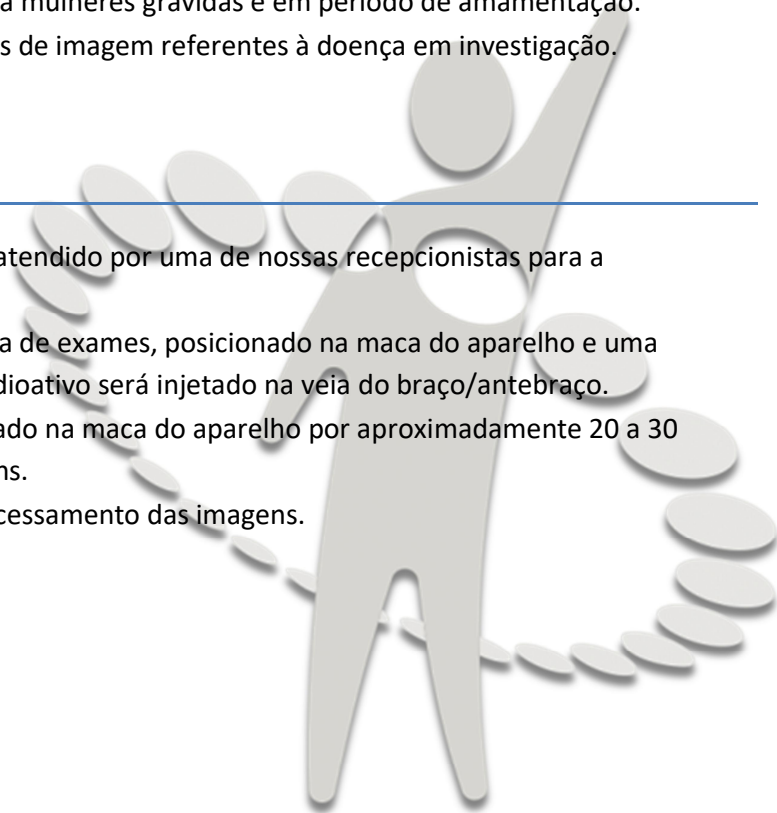 a mulheres grávidas e em período de amamentação.
s de imagem referentes à doença em investigação.
atendido por uma de nossas recepcionistas para a
a de exames, posicionado na maca do aparelho e uma
dioativo será injetado na veia do braço/antebraço.
ado na maca do aparelho por aproximadamente 20 a 30
ns.
cessamento das imagens.